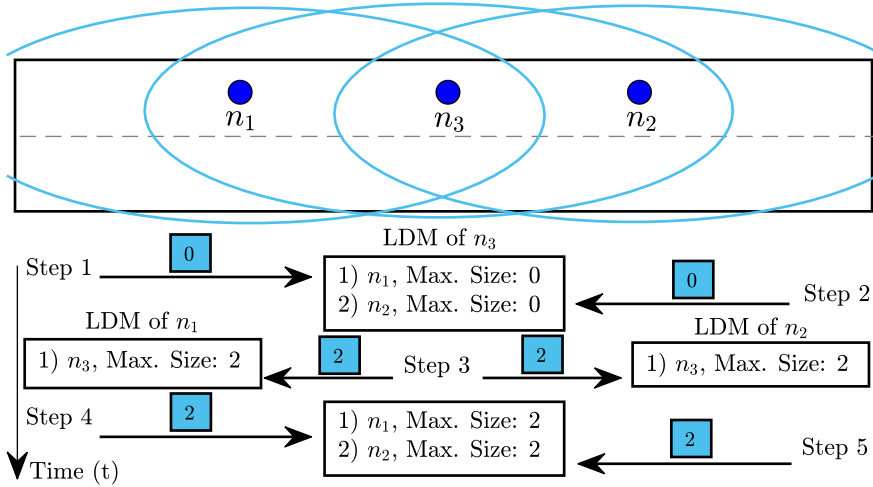 n₁
n₃
n₂
LDM of n₃
Step 1
0
1) n₁, Max. Size: 0
2) n₂, Max. Size: 0
0
Step 2
LDM of n₁
1) n₃, Max. Size: 2
2
Step 3
2
LDM of n₂
1) n₃, Max. Size: 2
Step 4
2
1) n₁, Max. Size: 2
2) n₂, Max. Size: 2
2
Step 5
Time (t)